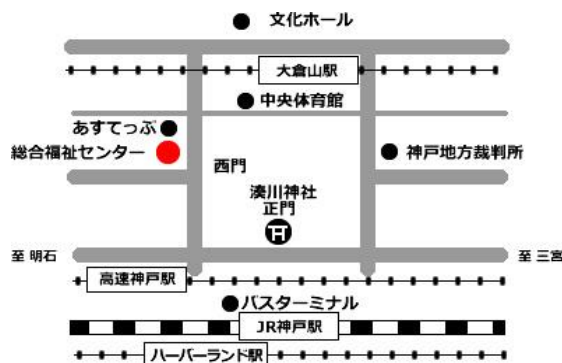 文化ホール
大倉山駅
中央体育館
あすてっぷ
総合福祉センター
神戸地方裁判所
西門
湊川神社
正門
至 明石
至 三宮
高速神戸駅
バスターミナル
JR神戸駅
ハーバーランド駅